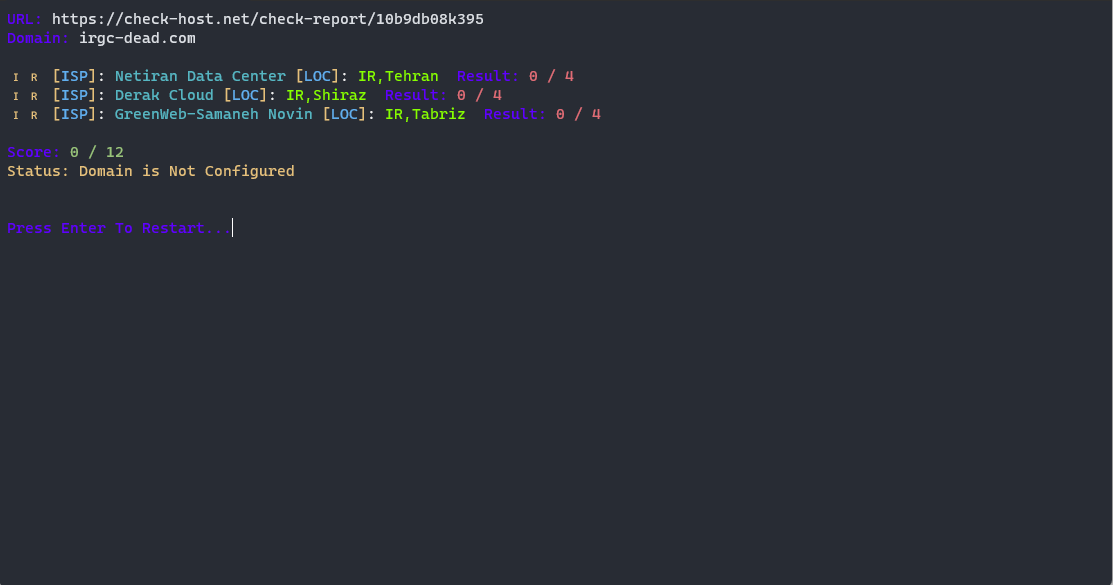 URL: https://check-host.net/check-report/10b9db08k395
Domain: irgc-dead.com
I R [ISP]: Netiran Data Center [LOC]: IR,Tehran Result: 0 / 4
I R [ISP]: Derak Cloud [LOC]: IR,Shiraz Result: 0 / 4
I R [ISP]: GreenWeb-Samaneh Novin [LOC]: IR,Tabriz Result: 0 / 4
Score: 0 / 12
Status: Domain is Not Configured
Press Enter To Restart...